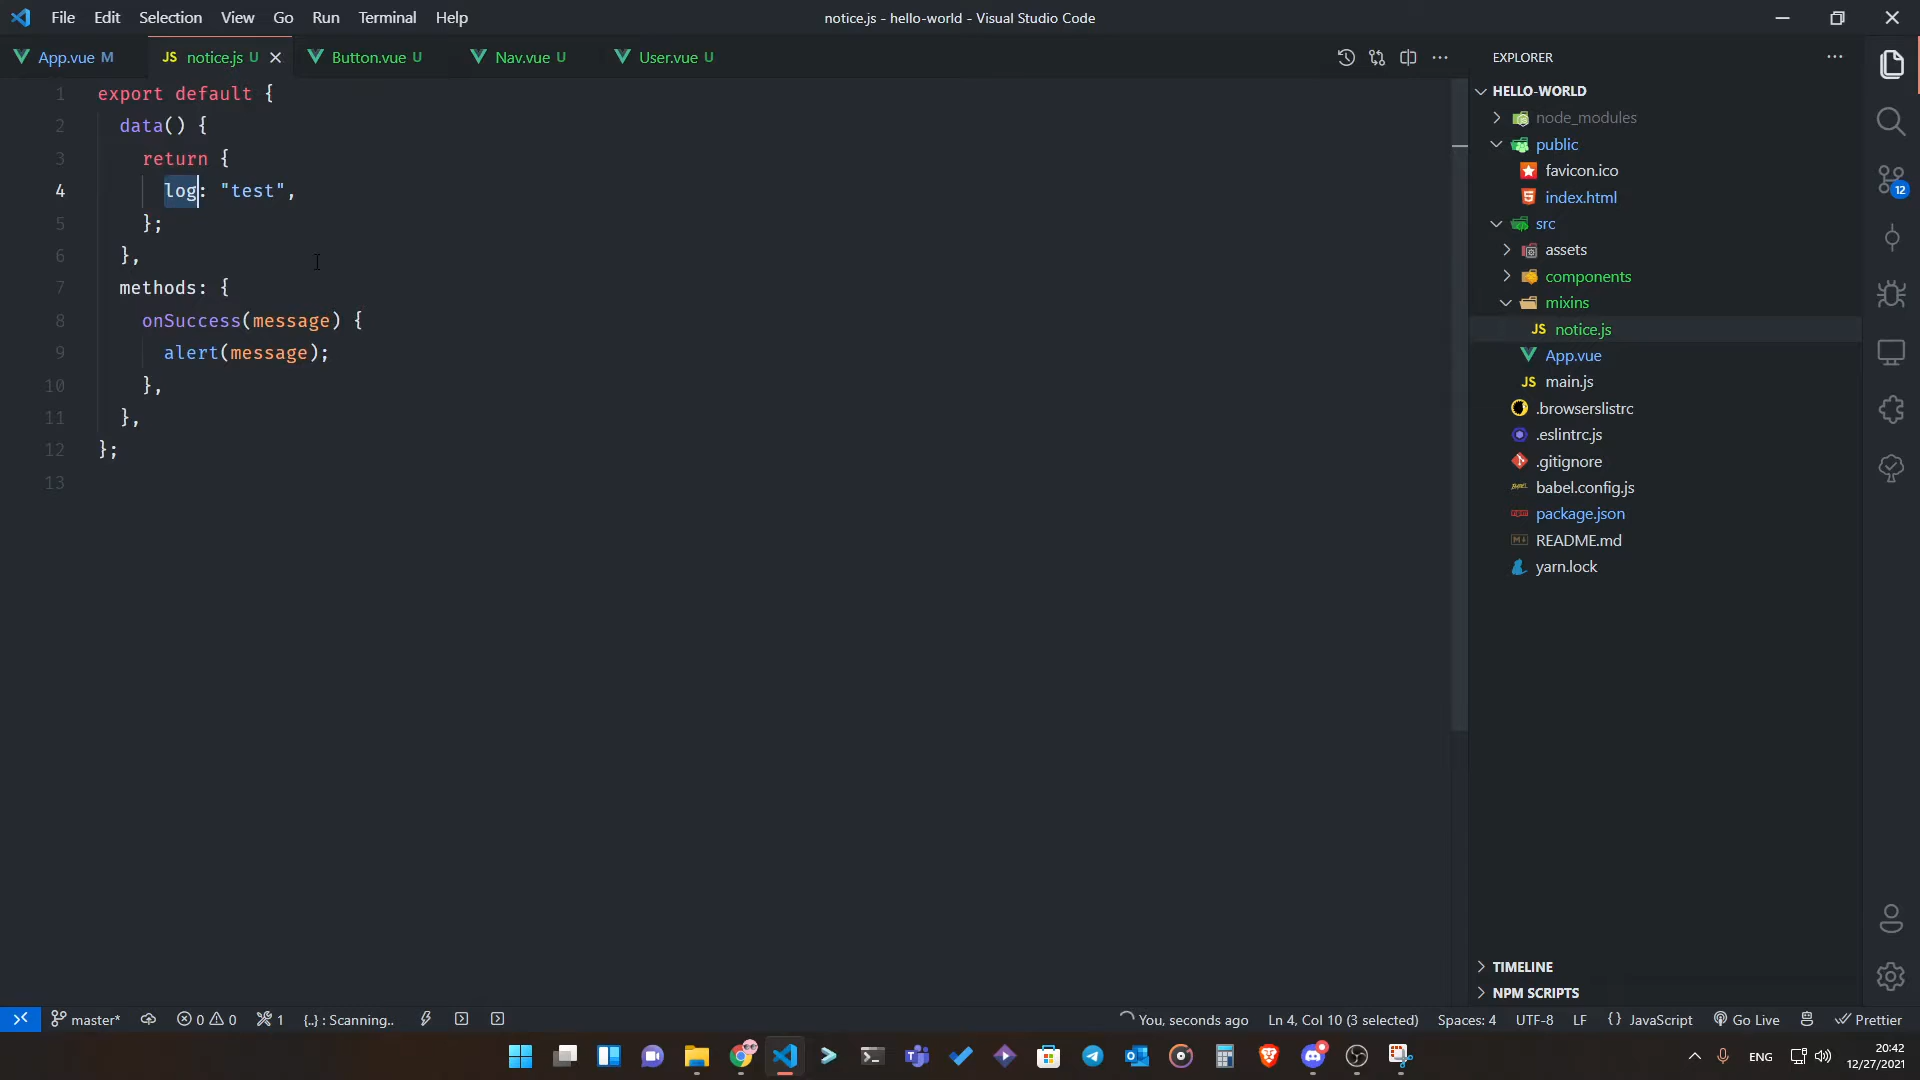 File Edit Selection View Go Run Terminal Help
notice.js - hello-world - Visual Studio Code
App.vue M
JS notice.js U
Button.vue U
Nav.vue U
User.vue U
1 export default {
2 data() {
3 return {
4 log: "test",
5 };
6 },
7 methods: {
8 onSuccess(message) {
9 alert(message);
10 },
11 },
12 };
13
EXPLORER
HELLO-WORLD
node_modules
public
favicon.ico
index.html
src
assets
components
mixins
JS notice.js
App.vue
JS main.js
.browserslistrc
.eslintrc.js
.gitignore
babel.config.js
package.json
README.md
yarn.lock
TIMELINE
NPM SCRIPTS
12
master* 0 0 1 {..} : Scanning..
You, seconds ago Ln 4, Col 10 (3 selected) Spaces: 4 UTF-8 LF {} JavaScript Go Live Prettier
ENG
20:42
12/27/2021